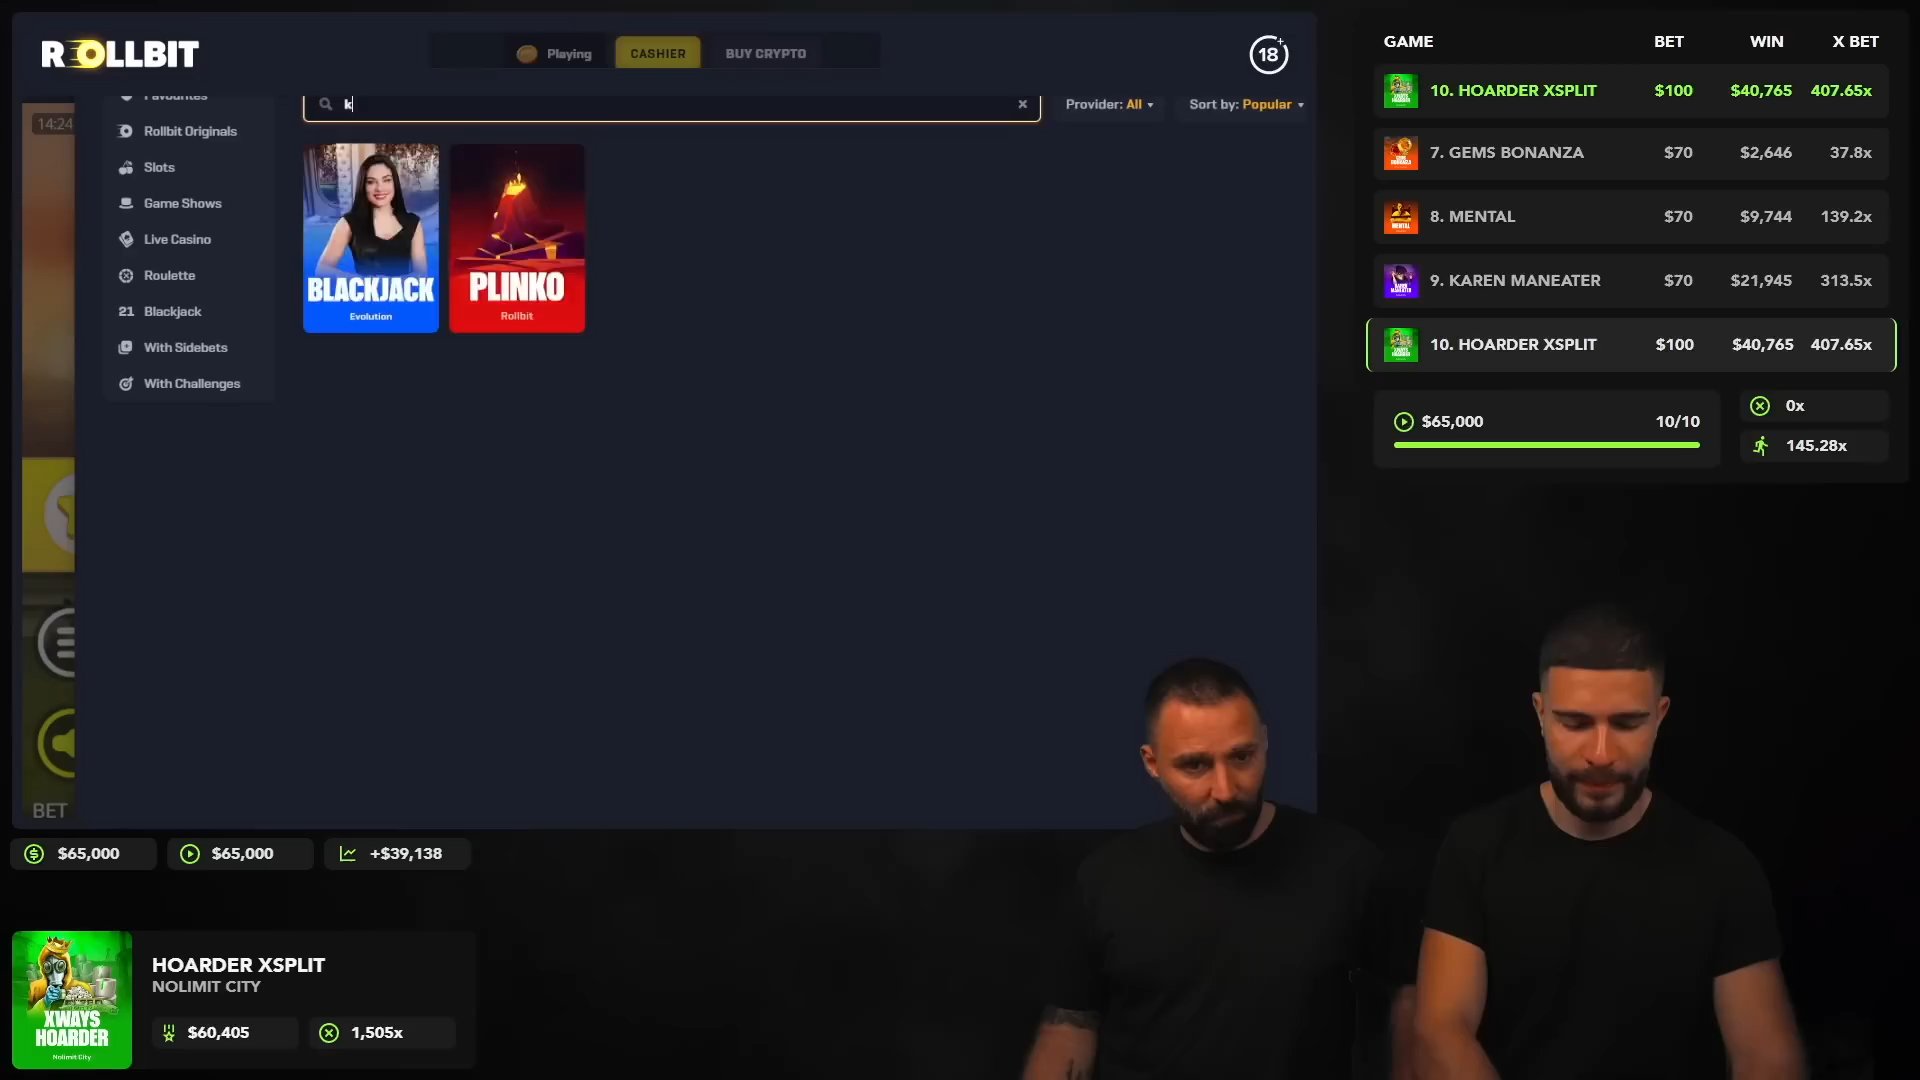 ROLLBIT
Playing
CASHIER
BUY CRYPTO
18+
14:24
k
Provider: All
Sort by: Popular
Favourites
Rollbit Originals
Slots
Game Shows
Live Casino
Roulette
21 Blackjack
With Sidebets
With Challenges
BLACKJACK
Evolution
PLINKO
Rollbit
BET
GAME BET WIN X BET
10. HOARDER XSPLIT $100 $40,765 407.65x
7. GEMS BONANZA $70 $2,646 37.8x
8. MENTAL $70 $9,744 139.2x
9. KAREN MANEATER $70 $21,945 313.5x
10. HOARDER XSPLIT $100 $40,765 407.65x
$65,000 10/10
0x
145.28x
$65,000
$65,000
+$39,138
XWAYS
HOARDER
Nolimit City
HOARDER XSPLIT
NOLIMIT CITY
$60,405
1,505x